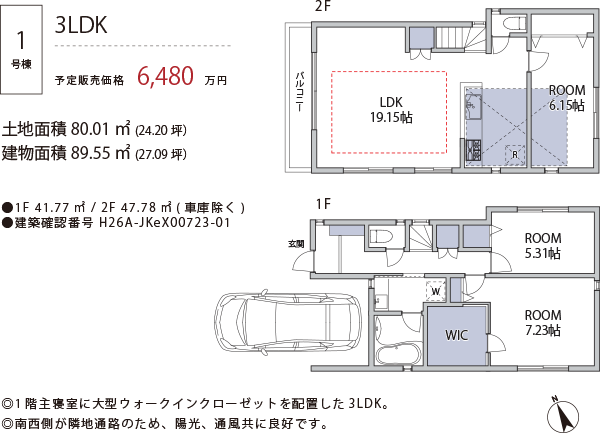 1
号棟
3LDK
予定販売価格 6,480 万円
土地面積 80.01 ㎡ (24.20 坪)
建物面積 89.55 ㎡ (27.09 坪)
●1F 41.77 ㎡ / 2F 47.78 ㎡ ( 車庫除く )
●建築確認番号 H26A-JKeX00723-01
2F
バルコニー
LDK
19.15帖
ROOM
6.15帖
R
1F
玄関
ROOM
5.31帖
W
ROOM
7.23帖
WIC
◎1 階主寝室に大型ウォークインクローゼットを配置した 3LDK。
◎南西側が隣地通路のため、陽光、通風共に良好です。
N